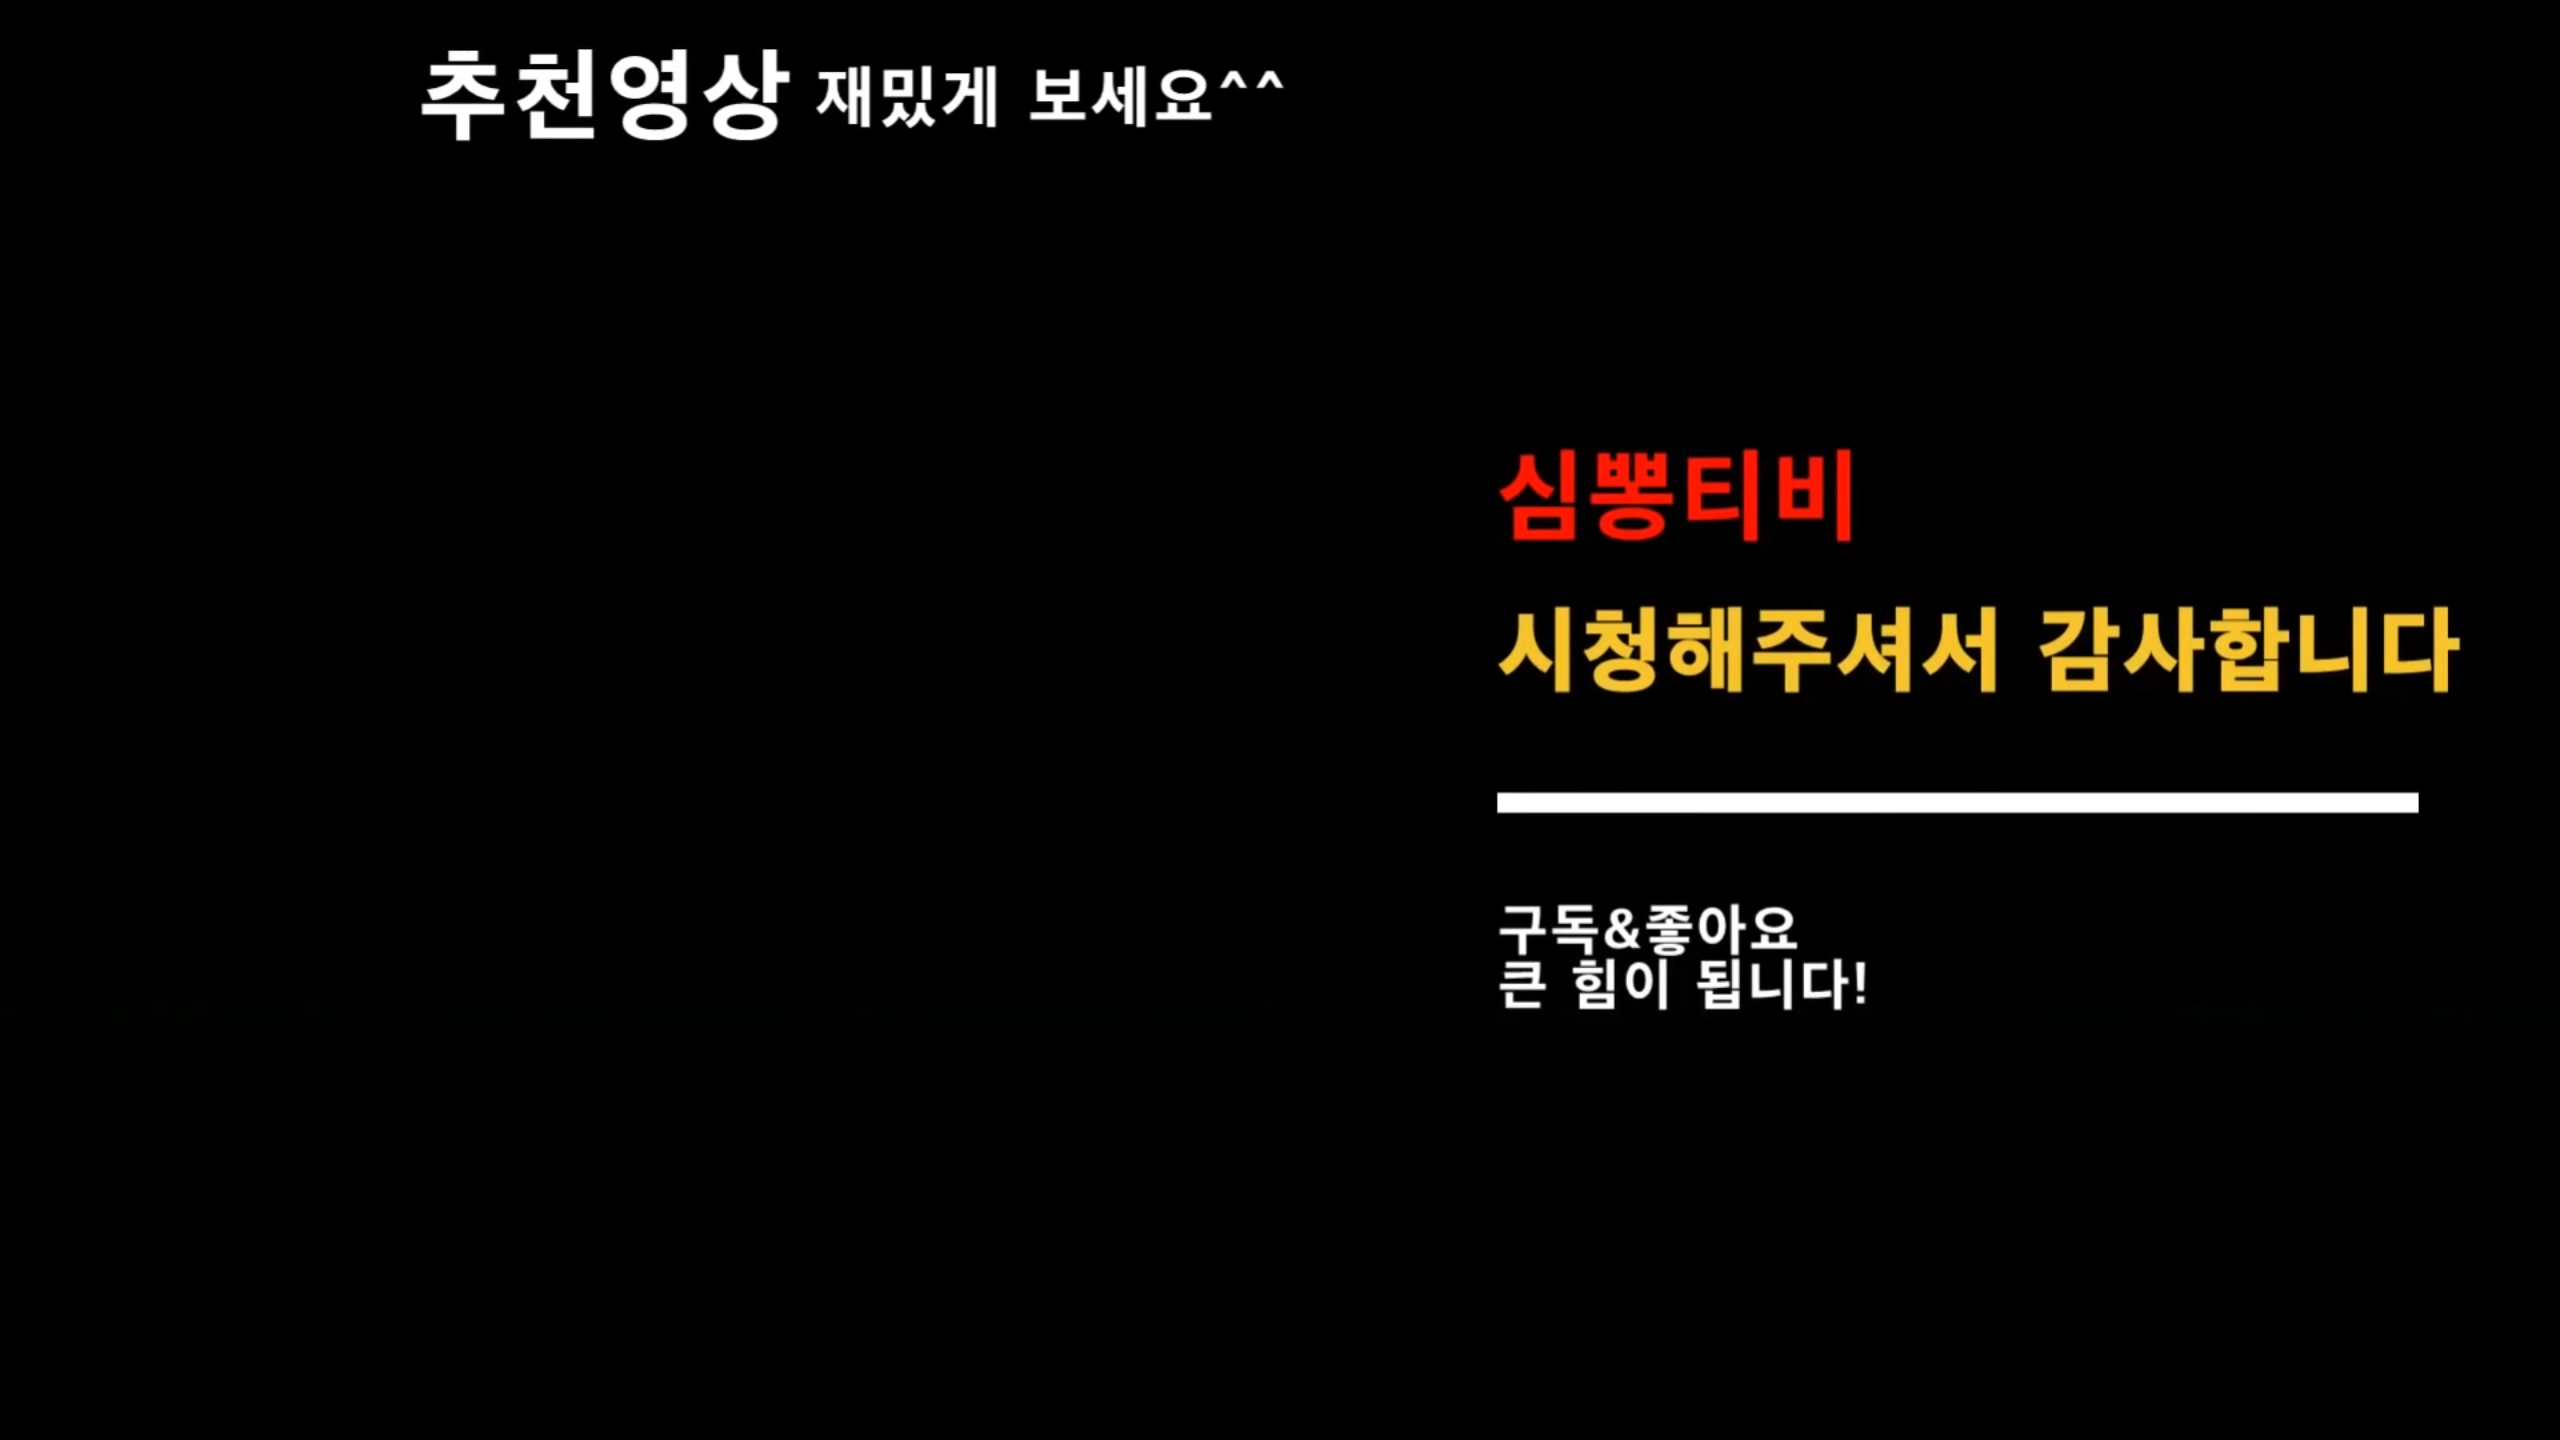 추천영상 재밌게 보세요^^
심뽕티비
시청해주셔서 감사합니다
구독&좋아요
큰 힘이 됩니다!